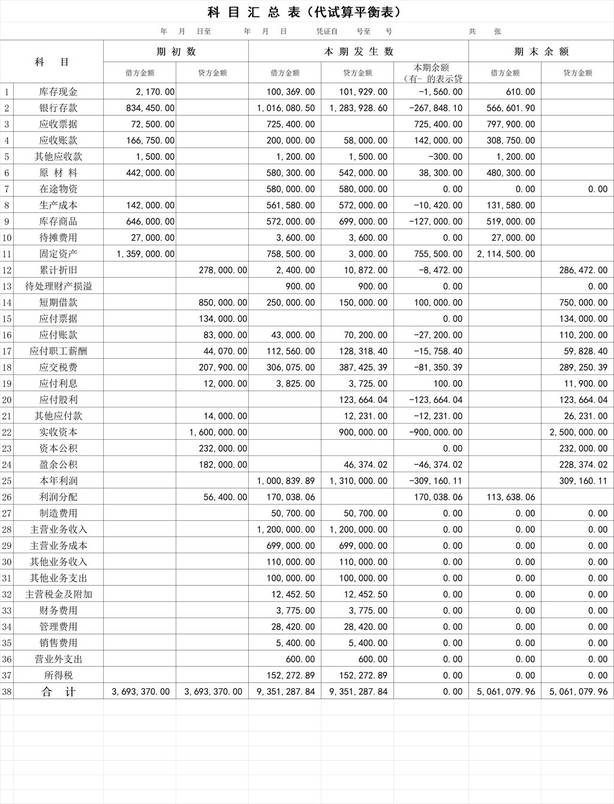 科 目 汇 总 表（代试算平衡表）
年 月 日至 年 月 日 凭证自 号至 号 共 张
科 目 期 初 数 本 期 发 生 数 期 末 余 额
借方金额 贷方金额 借方金额 贷方金额 本期余额（有- 的表示贷 借方金额 贷方金额
1 库存现金 2,170.00 100,369.00 101,929.00 -1,560.00 610.00
2 银行存款 834,450.00 1,016,080.50 1,283,928.60 -267,848.10 566,601.90
3 应收票据 72,500.00 725,400.00 725,400.00 797,900.00
4 应收账款 166,750.00 200,000.00 58,000.00 142,000.00 308,750.00
5 其他应收款 1,500.00 1,200.00 1,500.00 -300.00 1,200.00
6 原 材 料 442,000.00 580,300.00 542,000.00 38,300.00 480,300.00
7 在途物资 580,000.00 580,000.00 0.00 0.00 0.00
8 生产成本 142,000.00 561,580.00 572,000.00 -10,420.00 131,580.00
9 库存商品 646,000.00 572,000.00 699,000.00 -127,000.00 519,000.00
10 待摊费用 27,000.00 3,600.00 3,600.00 0.00 27,000.00
11 固定资产 1,359,000.00 758,500.00 3,000.00 755,500.00 2,114,500.00
12 累计折旧 278,000.00 2,400.00 10,872.00 -8,472.00 286,472.00
13 待处理财产损溢 900.00 900.00 0.00 0.00
14 短期借款 850,000.00 250,000.00 150,000.00 100,000.00 750,000.00
15 应付票据 134,000.00 0.00 134,000.00
16 应付账款 83,000.00 43,000.00 70,200.00 -27,200.00 110,200.00
17 应付职工薪酬 44,070.00 112,560.00 128,318.40 -15,758.40 59,828.40
18 应交税费 207,900.00 306,075.00 387,425.39 -81,350.39 289,250.39
19 应付利息 12,000.00 3,825.00 3,725.00 100.00 11,900.00
20 应付股利 123,664.04 -123,664.04 123,664.04
21 其他应付款 14,000.00 12,231.00 -12,231.00 26,231.00
22 实收资本 1,600,000.00 900,000.00 -900,000.00 2,500,000.00
23 资本公积 232,000.00 0.00 232,000.00
24 盈余公积 182,000.00 46,374.02 -46,374.02 228,374.02
25 本年利润 1,000,839.89 1,310,000.00 -309,160.11 309,160.11
26 利润分配 56,400.00 170,038.06 170,038.06 113,638.06
27 制造费用 50,700.00 50,700.00 0.00 0.00 0.00
28 主营业务收入 1,200,000.00 1,200,000.00 0.00 0.00 0.00
29 主营业务成本 699,000.00 699,000.00 0.00 0.00 0.00
30 其他业务收入 110,000.00 110,000.00 0.00 0.00 0.00
31 其他业务支出 100,000.00 100,000.00 0.00 0.00 0.00
32 主营税金及附加 12,452.50 12,452.50 0.00 0.00 0.00
33 财务费用 3,775.00 3,775.00 0.00 0.00 0.00
34 管理费用 28,420.00 28,420.00 0.00 0.00 0.00
35 销售费用 5,400.00 5,400.00 0.00 0.00 0.00
36 营业外支出 600.00 600.00 0.00 0.00 0.00
37 所得税 152,272.89 152,272.89 0.00 0.00 0.00
38 合 计 3,693,370.00 3,693,370.00 9,351,287.84 9,351,287.84 0.00 5,061,079.96 5,061,079.96